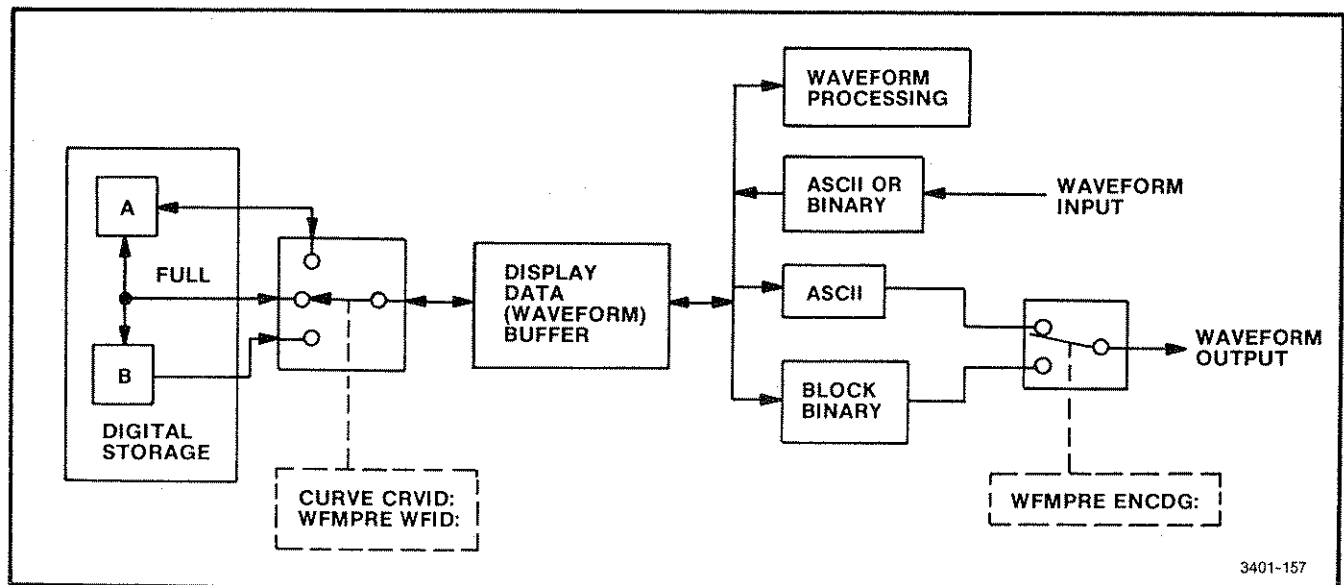 WAVEFORM
PROCESSING
ASCII OR
BINARY
WAVEFORM
INPUT
A
FULL
B
DIGITAL
STORAGE
DISPLAY
DATA
(WAVEFORM)
BUFFER
ASCII
BLOCK
BINARY
WAVEFORM
OUTPUT
CURVE CRVID:
WFMPRE WFID:
WFMPRE ENCDG:
3401-157